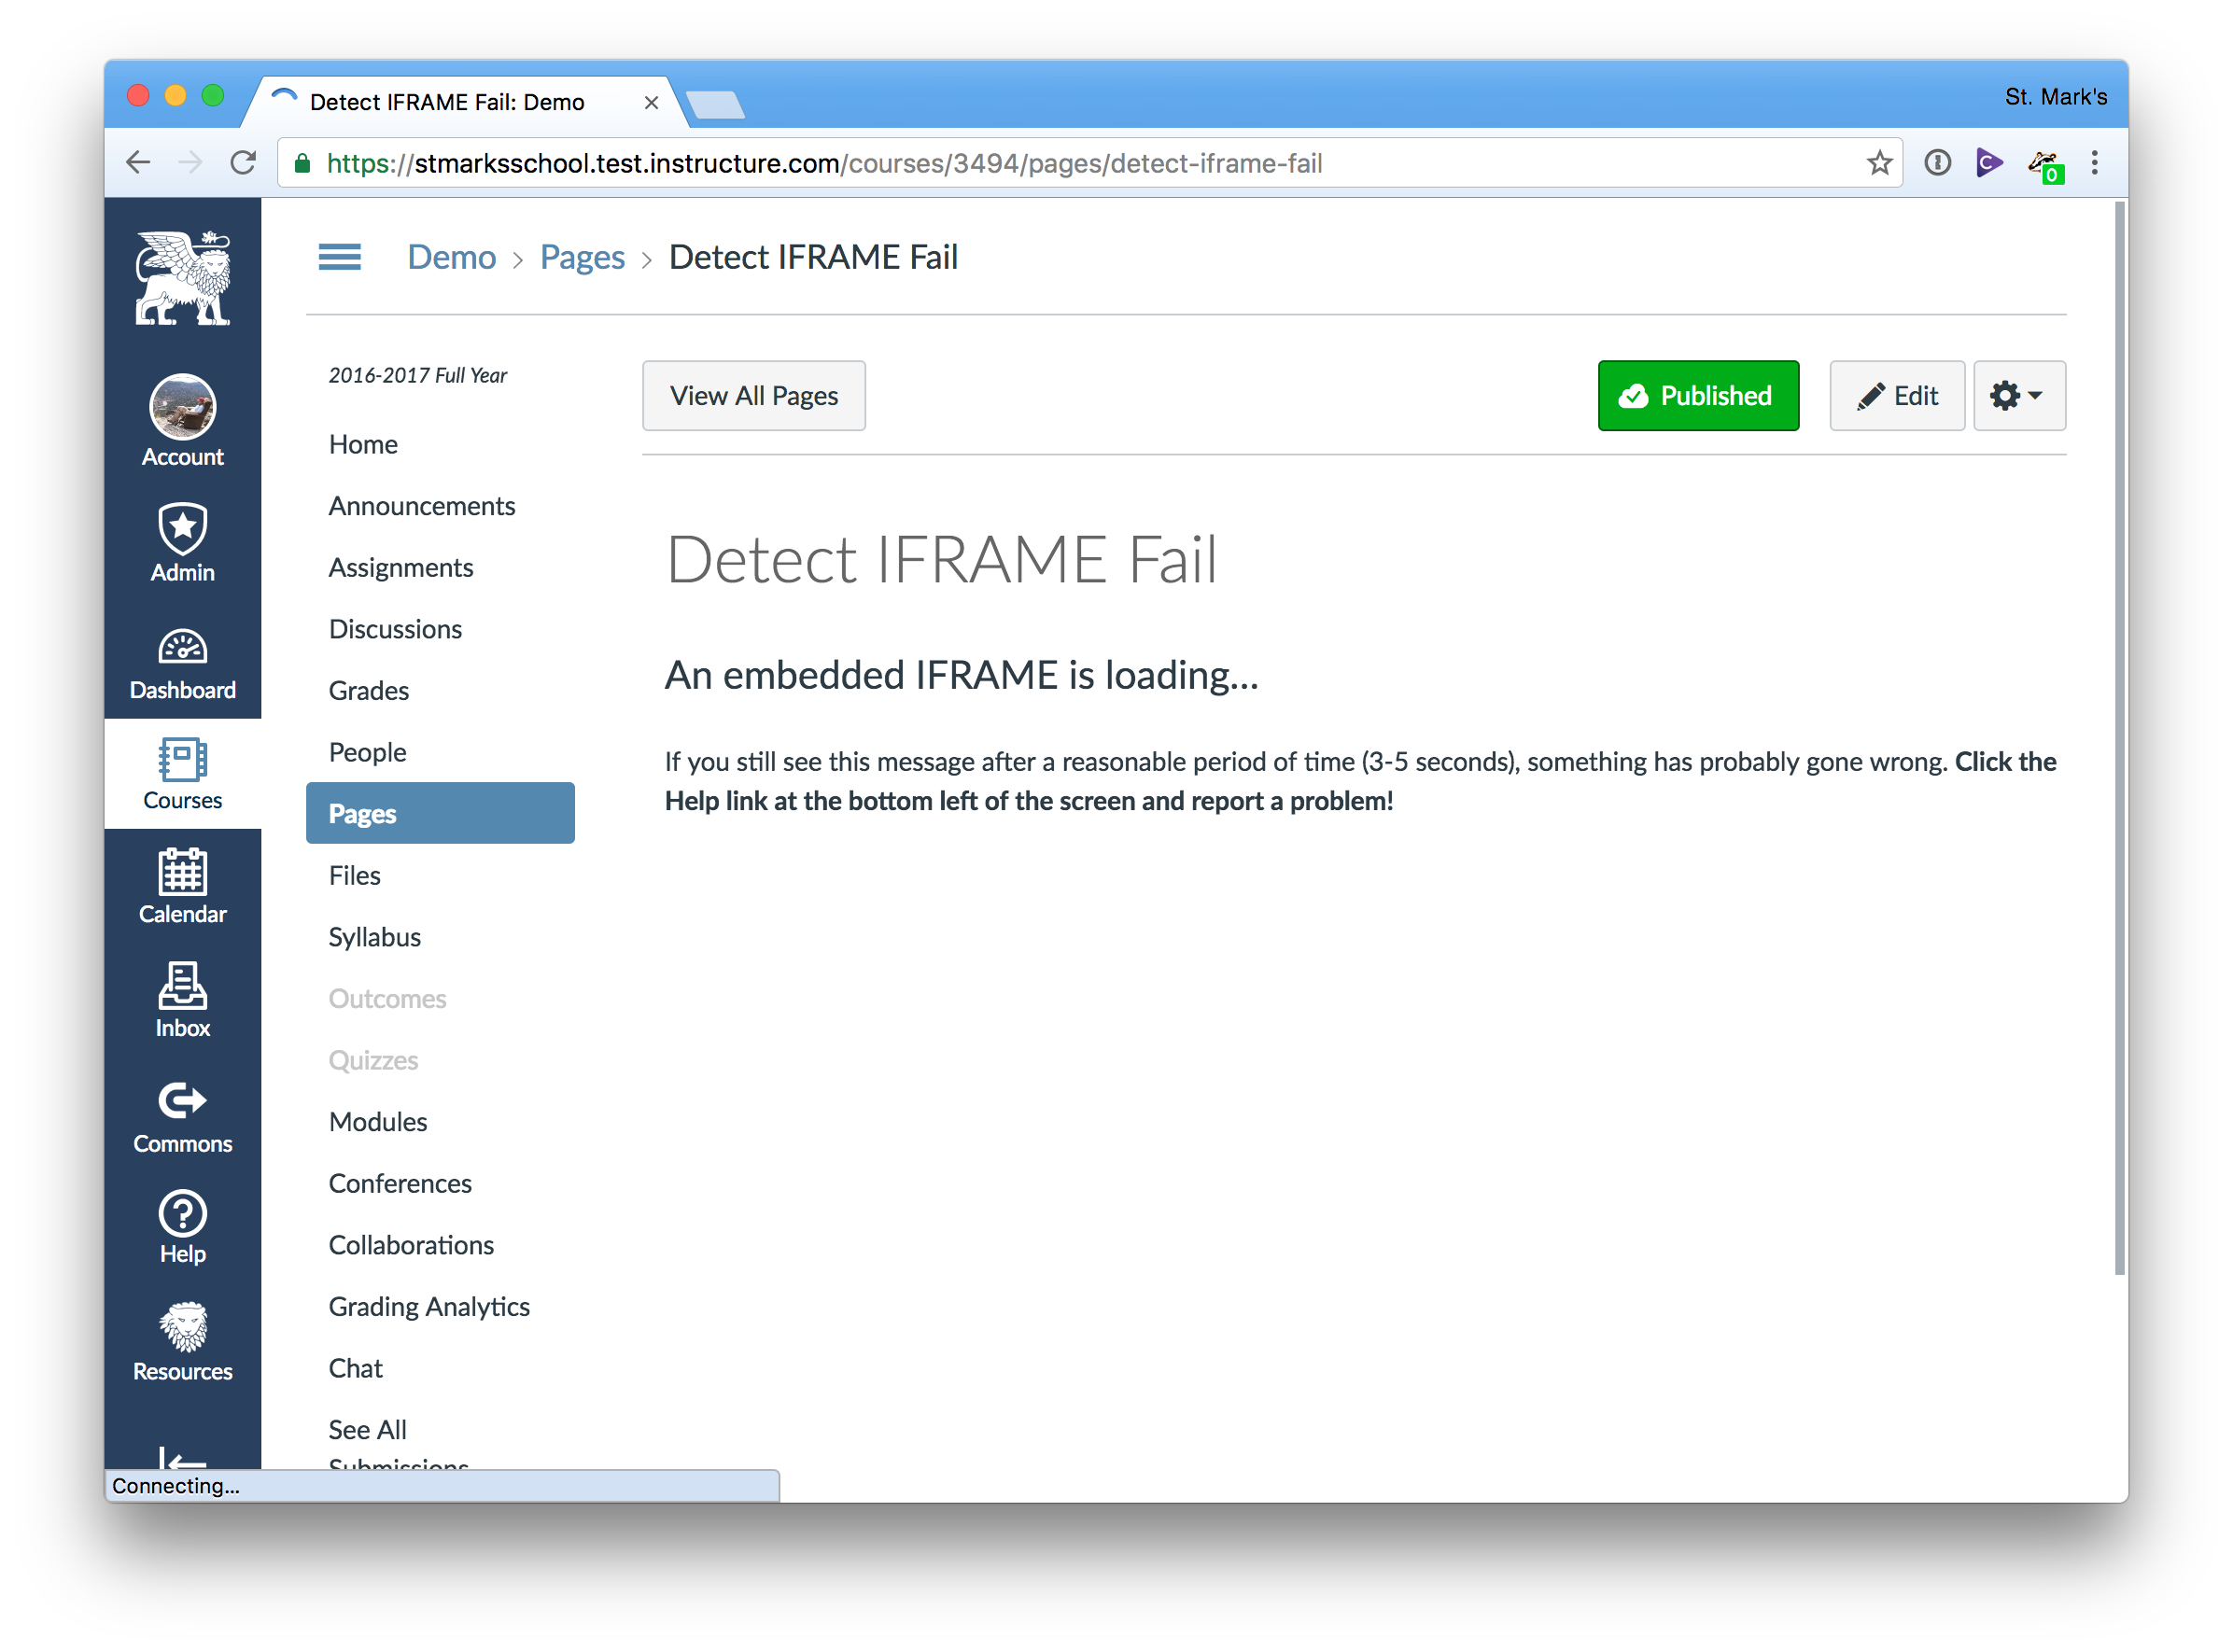 Detect IFRAME Fail: Demo
St. Mark's
https://stmarksschool.test.instructure.com/courses/3494/pages/detect-iframe-fail
0
Demo > Pages > Detect IFRAME Fail
Account
Admin
Dashboard
Courses
Calendar
Inbox
Commons
Help
Resources
2016-2017 Full Year
Home
Announcements
Assignments
Discussions
Grades
People
Pages
Files
Syllabus
Outcomes
Quizzes
Modules
Conferences
Collaborations
Grading Analytics
Chat
See All
Submissions
View All Pages
Published
Edit
Detect IFRAME Fail
An embedded IFRAME is loading...
If you still see this message after a reasonable period of time (3-5 seconds), something has probably gone wrong. Click the
Help link at the bottom left of the screen and report a problem!
Connecting...